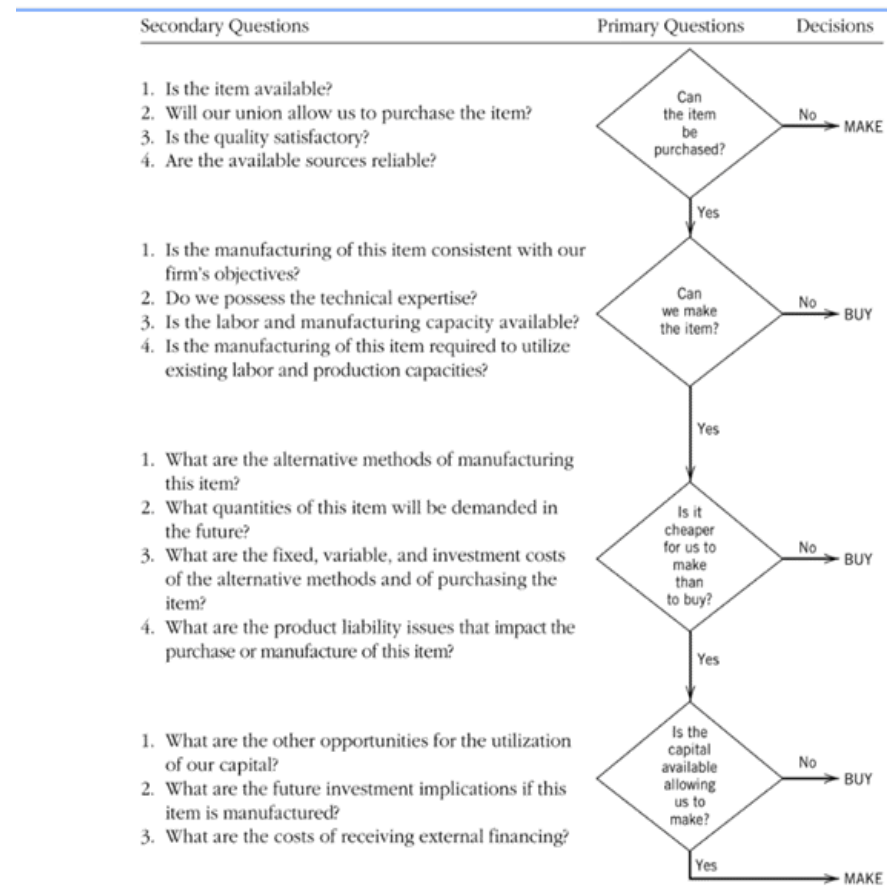 Secondary Questions
Primary Questions
Decisions
1. Is the item available?
2. Will our union allow us to purchase the item?
3. Is the quality satisfactory?
4. Are the available sources reliable?
Can
the item
be
purchased?
No
MAKE
Yes
1. Is the manufacturing of this item consistent with our
firm's objectives?
2. Do we possess the technical expertise?
3. Is the labor and manufacturing capacity available?
4. Is the manufacturing of this item required to utilize
existing labor and production capacities?
Can
we make
the item?
No
BUY
Yes
1. What are the alternative methods of manufacturing
this item?
2. What quantities of this item will be demanded in
the future?
3. What are the fixed, variable, and investment costs
of the alternative methods and of purchasing the
item?
4. What are the product liability issues that impact the
purchase or manufacture of this item?
Is it
cheaper
for us to
make
than
to buy?
No
BUY
Yes
1. What are the other opportunities for the utilization
of our capital?
2. What are the future investment implications if this
item is manufactured?
3. What are the costs of receiving external financing?
Is the
capital
available
allowing
us to
make?
No
BUY
Yes
MAKE